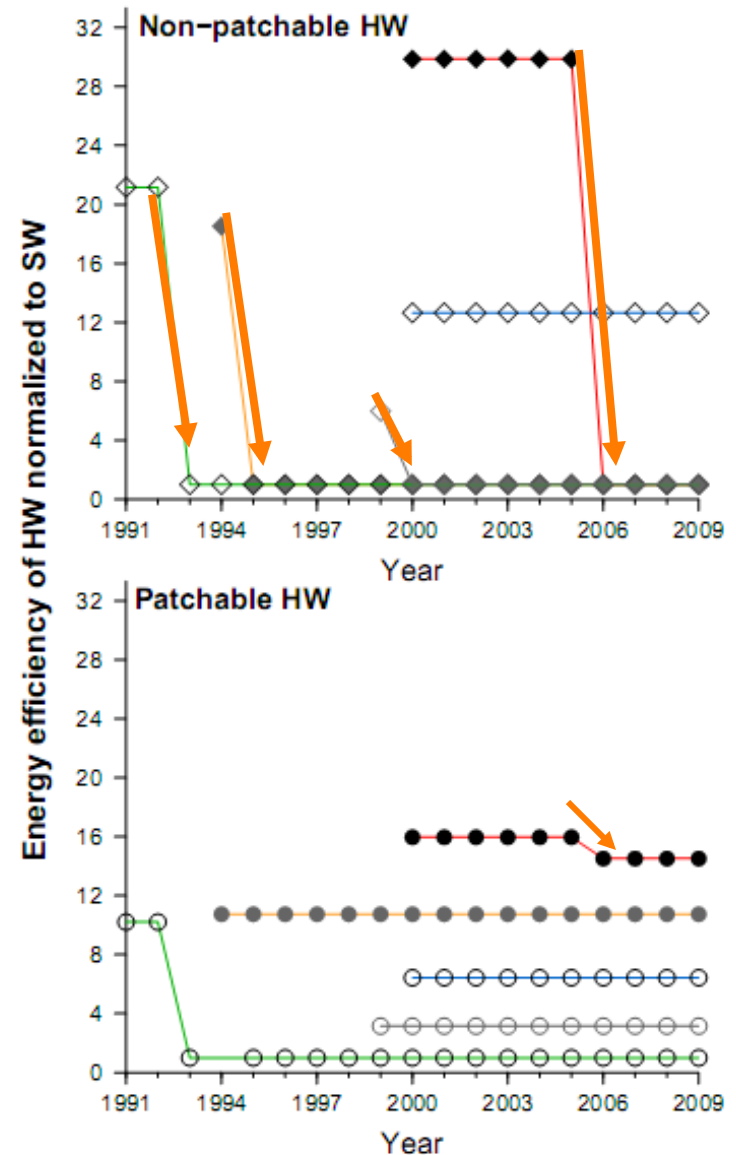 Energy efficiency of HW normalized to SW
Non-patchable HW
32
28
24
20
16
12
8
4
0
1991 1994 1997 2000 2003 2006 2009
Year
Patchable HW
32
28
24
20
16
12
8
4
0
1991 1994 1997 2000 2003 2006 2009
Year